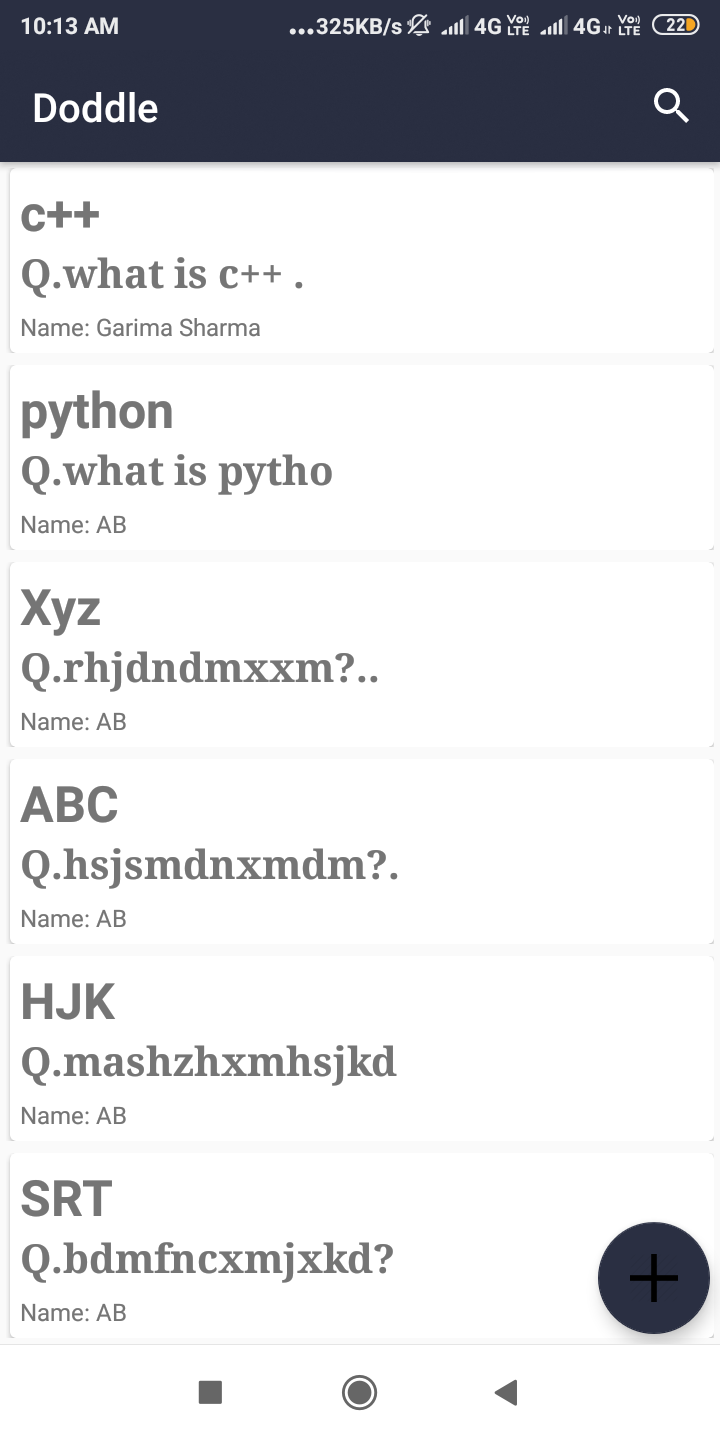 10:13 AM ...325KB/s 4G Vo)) LTE 4G Vo)) LTE 22
Doddle
c++
Q.what is c++ .
Name: Garima Sharma
python
Q.what is pytho
Name: AB
Xyz
Q.rhjdndmxxm?..
Name: AB
ABC
Q.hsjsmdnxmdm?.
Name: AB
HJK
Q.mashzhxmhsjkd
Name: AB
SRT
Q.bdmfncxmjxkd?
Name: AB